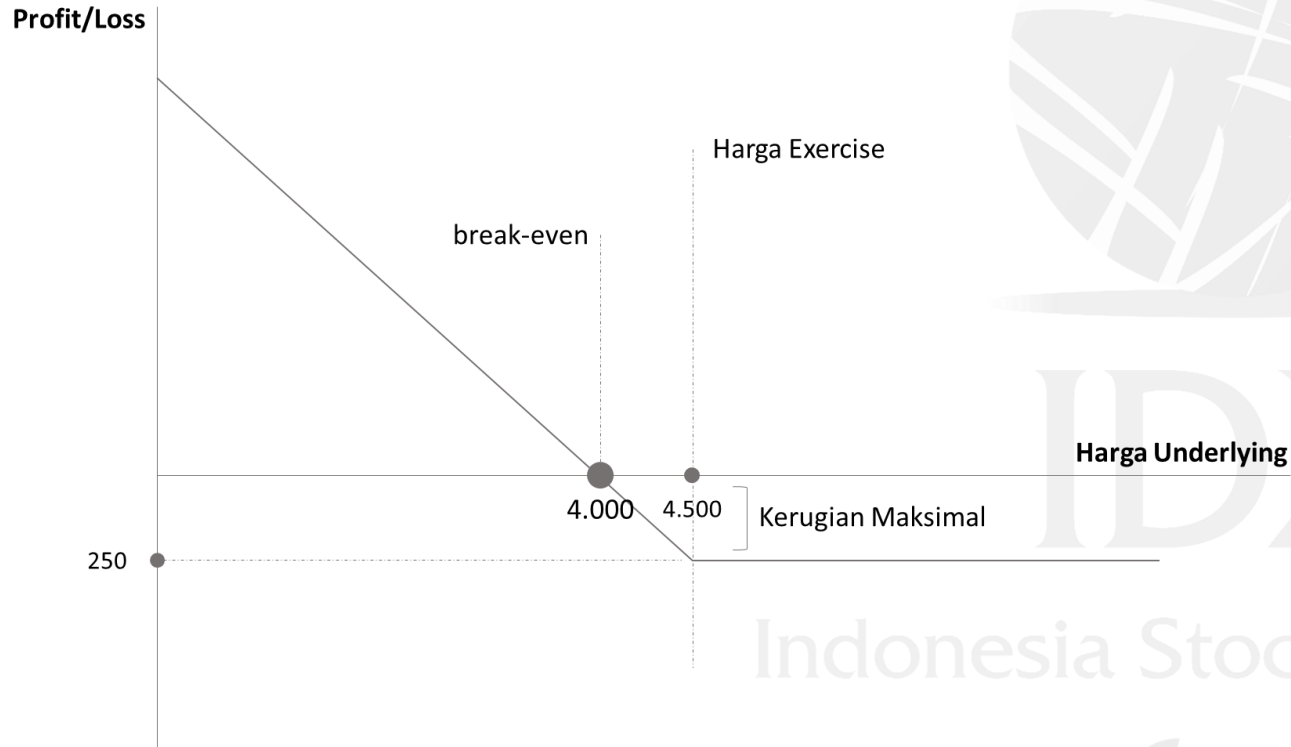 Profit/Loss
Harga Exercise
break-even
Harga Underlying
4.000
4.500
Kerugian Maksimal
250
IDX
Indonesia Stoc